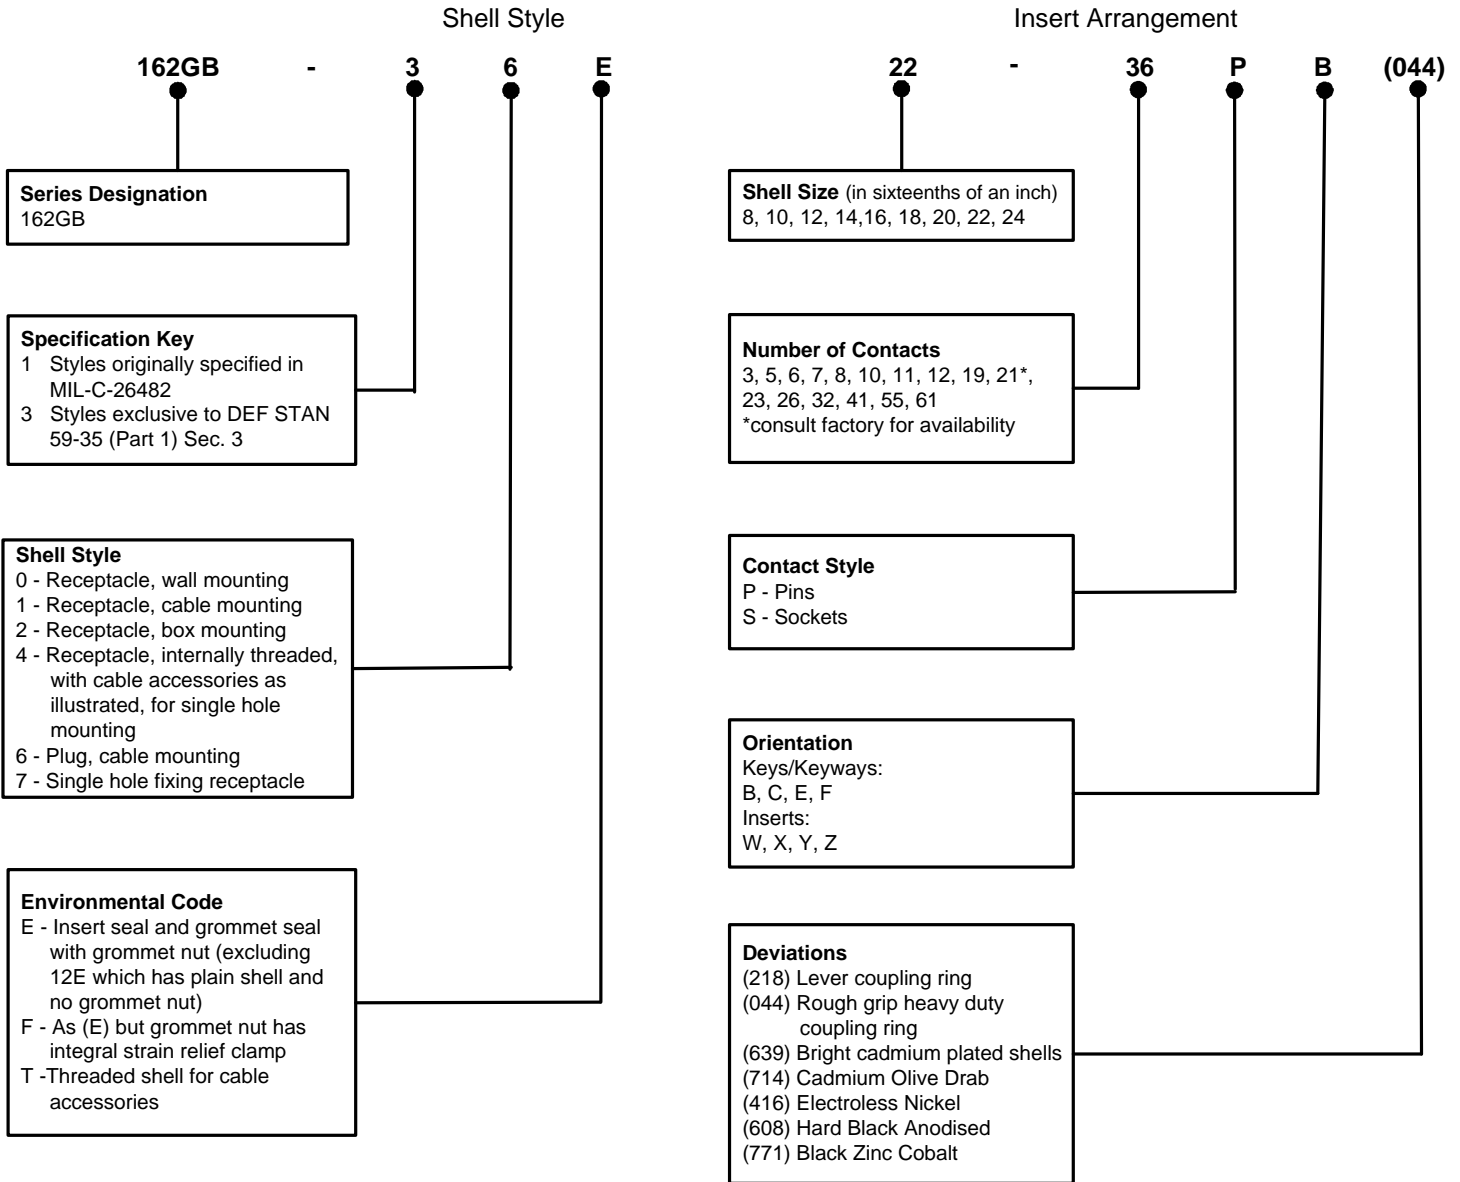 Shell Style
Insert Arrangement
162GB - 3 6 E
22 - 36 P B (044)
Series Designation
162GB
Specification Key
1 Styles originally specified in
MIL-C-26482
3 Styles exclusive to DEF STAN
59-35 (Part 1) Sec. 3
Shell Style
0 - Receptacle, wall mounting
1 - Receptacle, cable mounting
2 - Receptacle, box mounting
4 - Receptacle, internally threaded,
with cable accessories as
illustrated, for single hole
mounting
6 - Plug, cable mounting
7 - Single hole fixing receptacle
Environmental Code
E - Insert seal and grommet seal
with grommet nut (excluding
12E which has plain shell and
no grommet nut)
F - As (E) but grommet nut has
integral strain relief clamp
T -Threaded shell for cable
accessories
Shell Size (in sixteenths of an inch)
8, 10, 12, 14,16, 18, 20, 22, 24
Number of Contacts
3, 5, 6, 7, 8, 10, 11, 12, 19, 21*,
23, 26, 32, 41, 55, 61
*consult factory for availability
Contact Style
P - Pins
S - Sockets
Orientation
Keys/Keyways:
B, C, E, F
Inserts:
W, X, Y, Z
Deviations
(218) Lever coupling ring
(044) Rough grip heavy duty
coupling ring
(639) Bright cadmium plated shells
(714) Cadmium Olive Drab
(416) Electroless Nickel
(608) Hard Black Anodised
(771) Black Zinc Cobalt